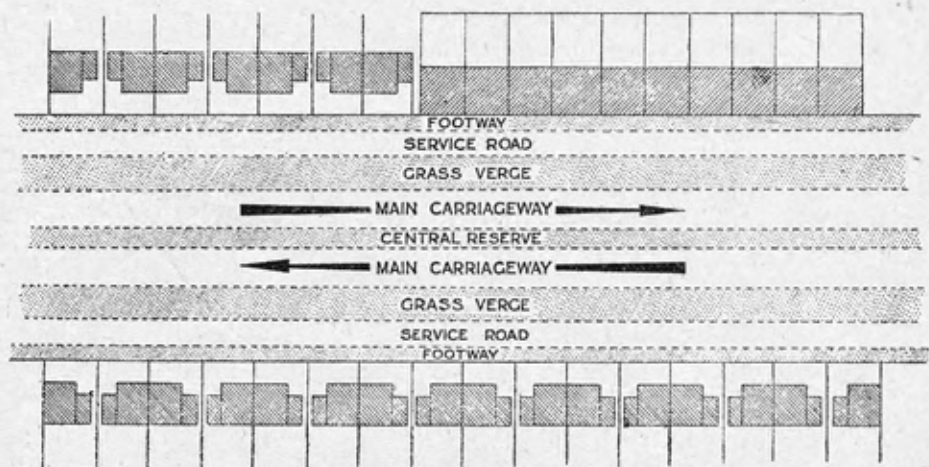 FOOTWAY
SERVICE ROAD
GRASS VERGE
MAIN CARRIAGEWAY
CENTRAL RESERVE
MAIN CARRIAGEWAY
GRASS VERGE
SERVICE ROAD
FOOTWAY